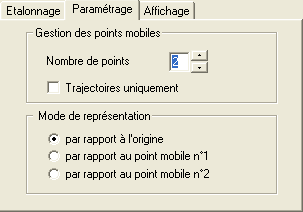 Etalonnage Paramétrage Affichage
Gestion des points mobiles
Nombre de points 2
Trajectoires uniquement
Mode de représentation
par rapport à l'origine
par rapport au point mobile n°1
par rapport au point mobile n°2